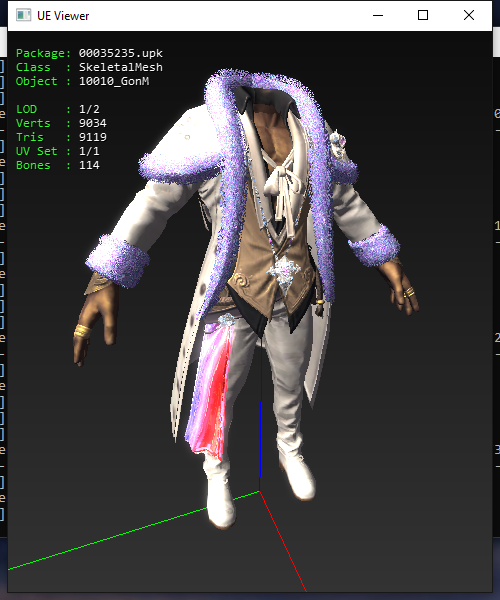 UE Viewer
Package: 00035235.upk
Class : SkeletalMesh
Object : 10010_GonM
LOD : 1/2
Verts : 9034
Tris : 9119
UV Set : 1/1
Bones : 114